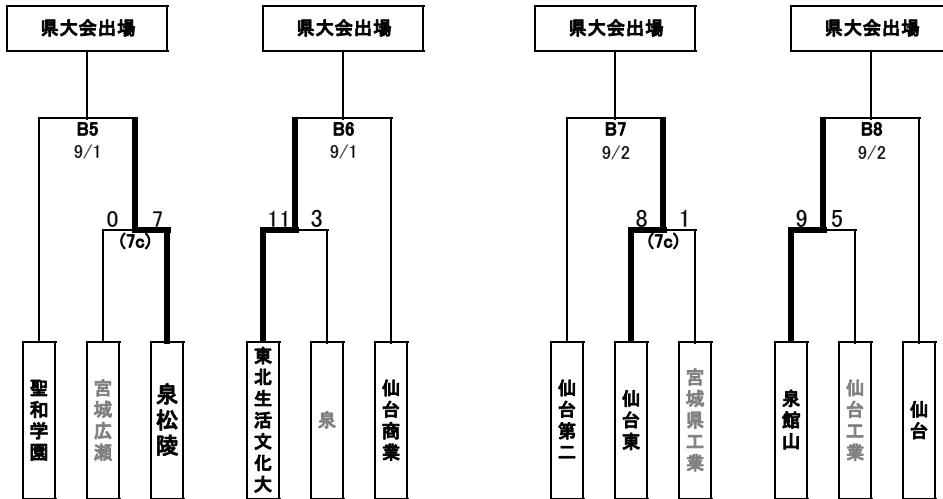 県大会出場
県大会出場
県大会出場
県大会出場
B5
9/1
B6
9/1
B7
9/2
B8
9/2
0 7
(7c)
11 3
8 1
(7c)
9 5
聖和学園
宮城広瀬
泉松陵
東北生活文化大
泉
仙台商業
仙台第二
仙台東
宮城県工業
泉館山
仙台工業
仙台